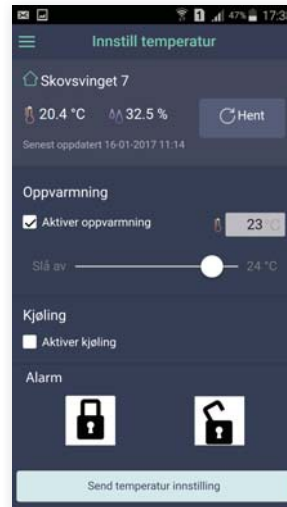 1 47% 17:3
Innstill temperatur
Skovsvinget 7
20.4 °C 32.5 % Hent
Senest oppdatert 16-01-2017 11:14
Oppvarmning
Aktiver oppvarmning 23 °C
Slå av 24 °C
Kjøling
Aktiver kjøling
Alarm
Send temperatur innstilling